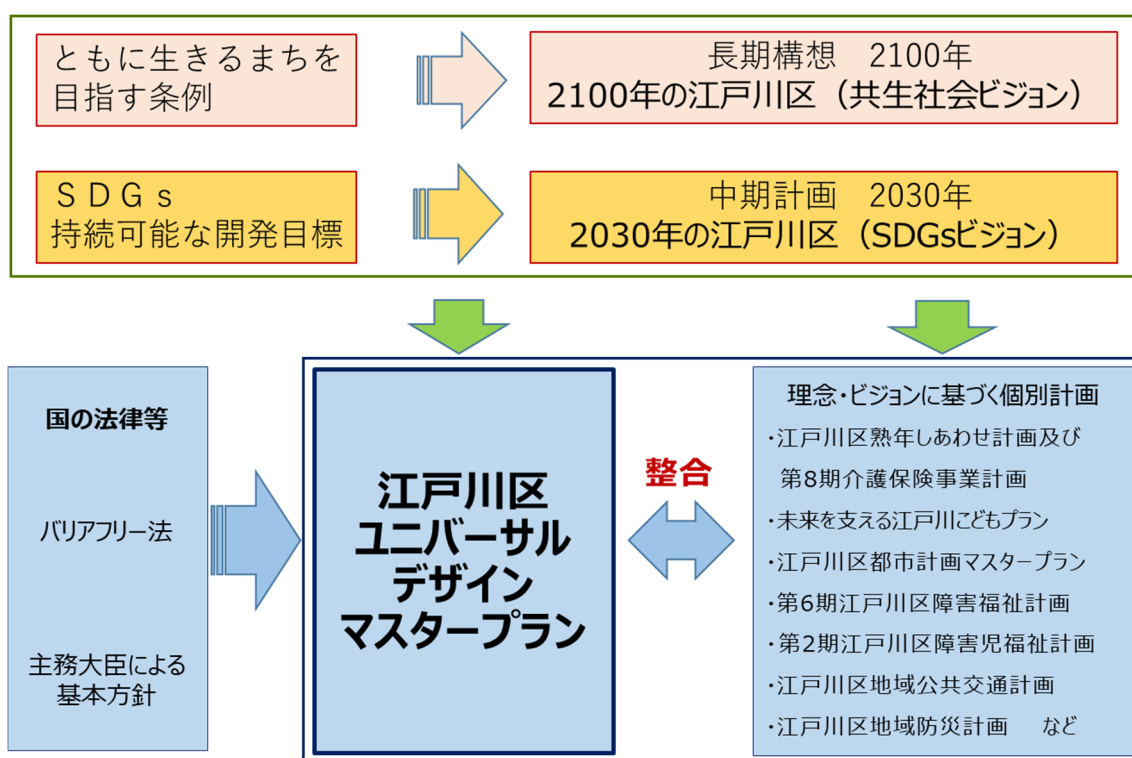 ともに生きるまちを
目指す条例
長期構想　2100年
2100年の江戸川区（共生社会ビジョン）
ＳＤＧｓ
持続可能な開発目標
中期計画　2030年
2030年の江戸川区（SDGsビジョン）
国の法律等
バリアフリー法
主務大臣による
基本方針
江戸川区
ユニバーサル
デザイン
マスタープラン
整合
理念・ビジョンに基づく個別計画
・江戸川区熟年しあわせ計画及び
第8期介護保険事業計画
・未来を支える江戸川こどもプラン
・江戸川区都市計画マスタープラン
・第6期江戸川区障害福祉計画
・第2期江戸川区障害児福祉計画
・江戸川区地域公共交通計画
・江戸川区地域防災計画　など